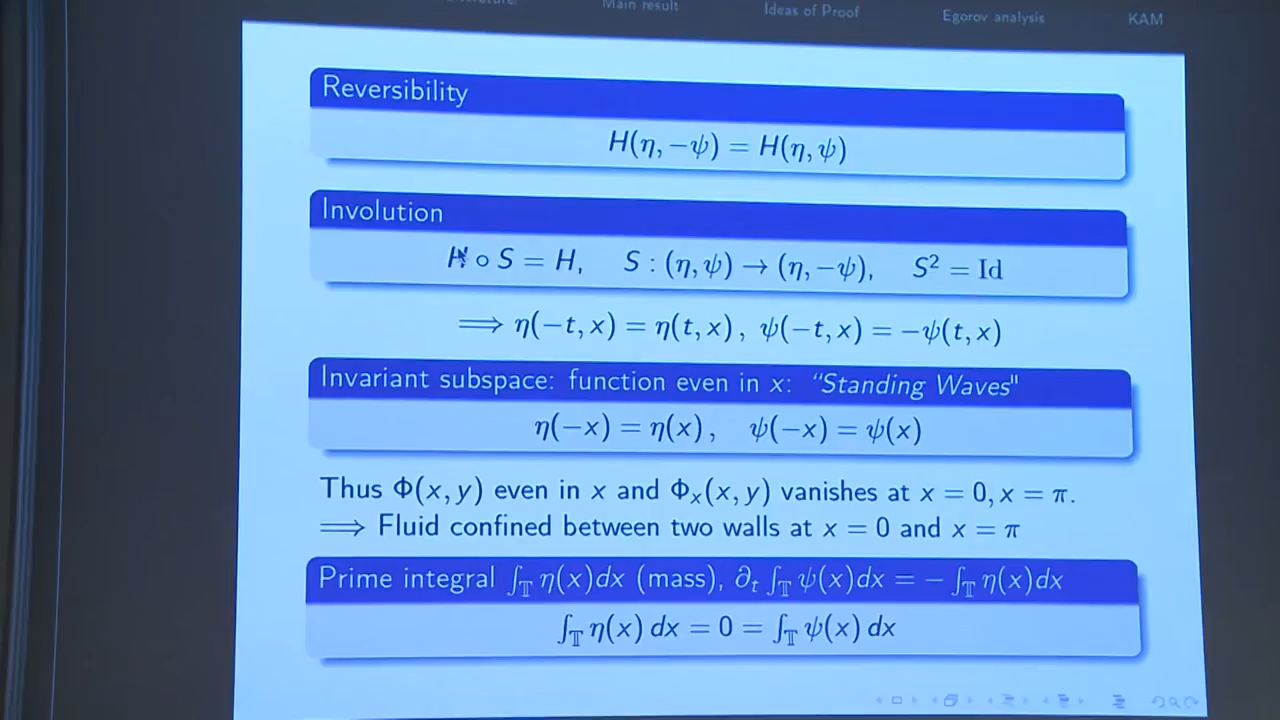 Main result Ideas of Proof Egorov analysis KAM
Reversibility
H(η, −ψ) = H(η, ψ)
Involution
H ∘ S = H, S : (η, ψ) → (η, −ψ), S² = Id
⟹ η(−t, x) = η(t, x), ψ(−t, x) = −ψ(t, x)
Invariant subspace: function even in x: "Standing Waves"
η(−x) = η(x), ψ(−x) = ψ(x)
Thus Φ(x, y) even in x and Φₓ(x, y) vanishes at x = 0, x = π.
⟹ Fluid confined between two walls at x = 0 and x = π
Prime integral ∫_𝕋 η(x)dx (mass), ∂ₜ ∫_𝕋 ψ(x)dx = − ∫_𝕋 η(x)dx
∫_𝕋 η(x) dx = 0 = ∫_𝕋 ψ(x) dx